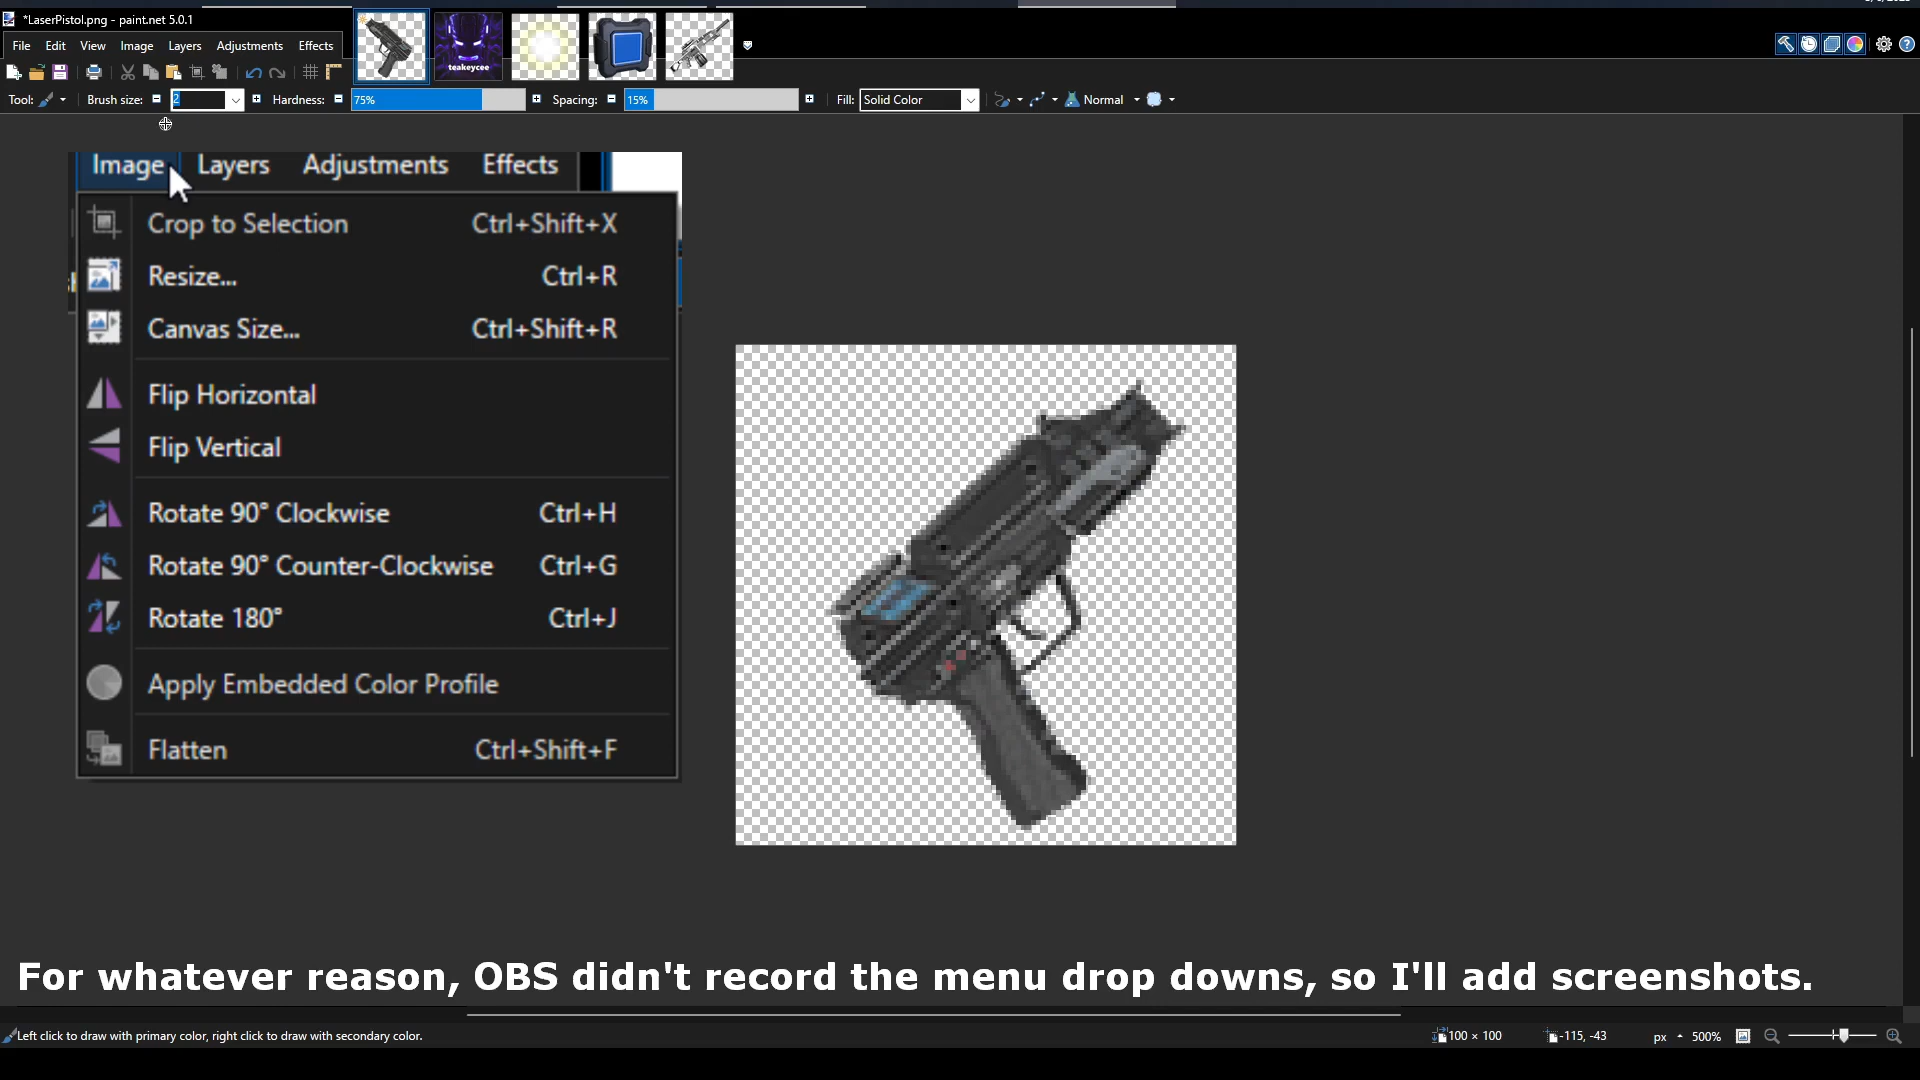 *LaserPistol.png - paint.net 5.0.1
File Edit View Image Layers Adjustments Effects
teakeycee
Tool: Brush size: 2 Hardness: 75% Spacing: 15% Fill: Solid Color Normal
Image Layers Adjustments Effects
Crop to Selection Ctrl+Shift+X
Resize... Ctrl+R
Canvas Size... Ctrl+Shift+R
Flip Horizontal
Flip Vertical
Rotate 90° Clockwise Ctrl+H
Rotate 90° Counter-Clockwise Ctrl+G
Rotate 180° Ctrl+J
Apply Embedded Color Profile
Flatten Ctrl+Shift+F
For whatever reason, OBS didn't record the menu drop downs, so I'll add screenshots.
Left click to draw with primary color, right click to draw with secondary color. 100 × 100 -115, -43 px 500%